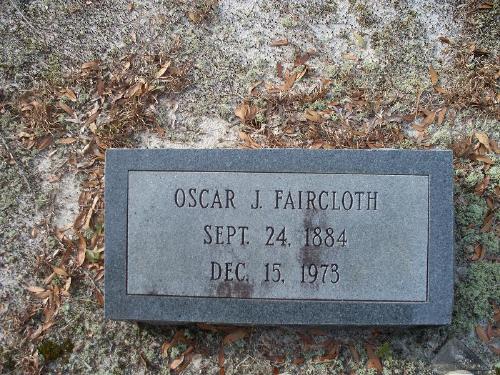 OSCAR J. FAIRCLOTH
SEPT. 24, 1884
DEC. 15, 1973